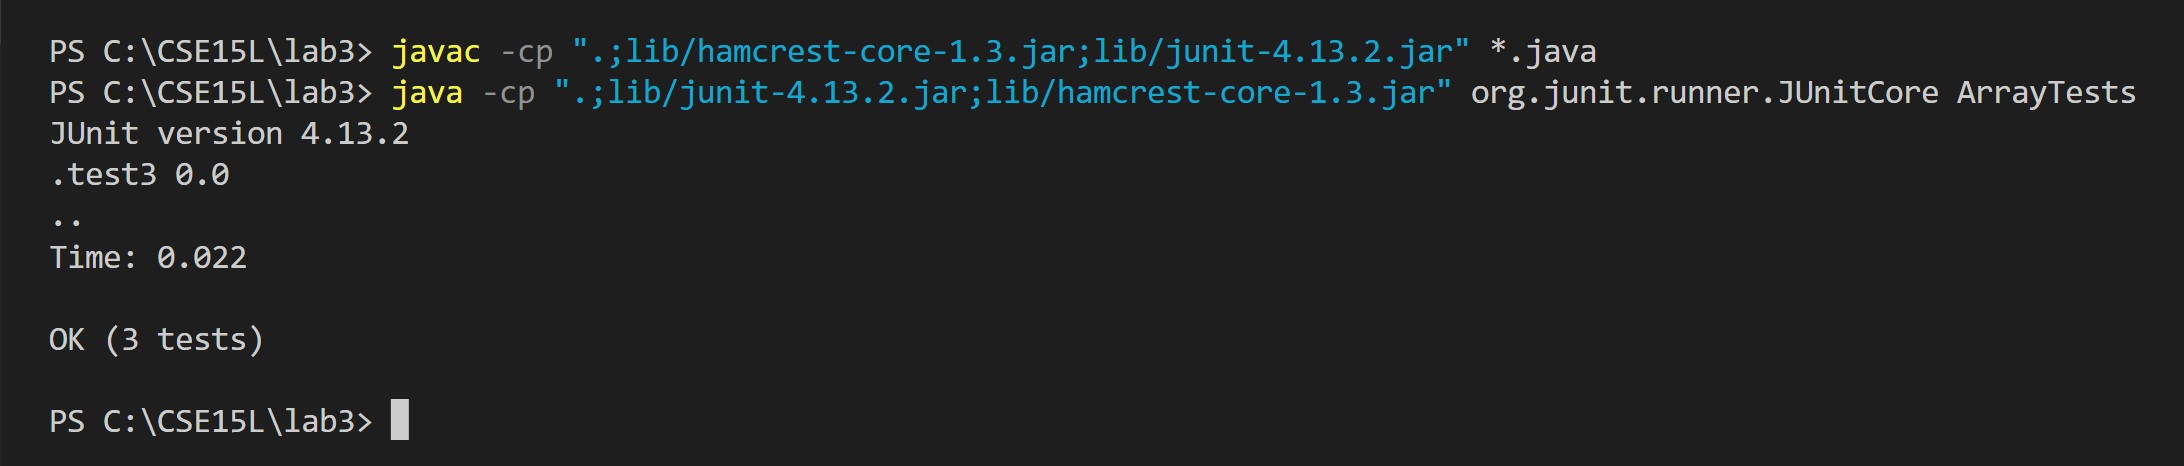 PS C:\CSE15L\lab3> javac -cp ".;lib/hamcrest-core-1.3.jar;lib/junit-4.13.2.jar" *.java
PS C:\CSE15L\lab3> java -cp ".;lib/junit-4.13.2.jar;lib/hamcrest-core-1.3.jar" org.junit.runner.JUnitCore ArrayTests
JUnit version 4.13.2
.test3 0.0
..
Time: 0.022
OK (3 tests)
PS C:\CSE15L\lab3>